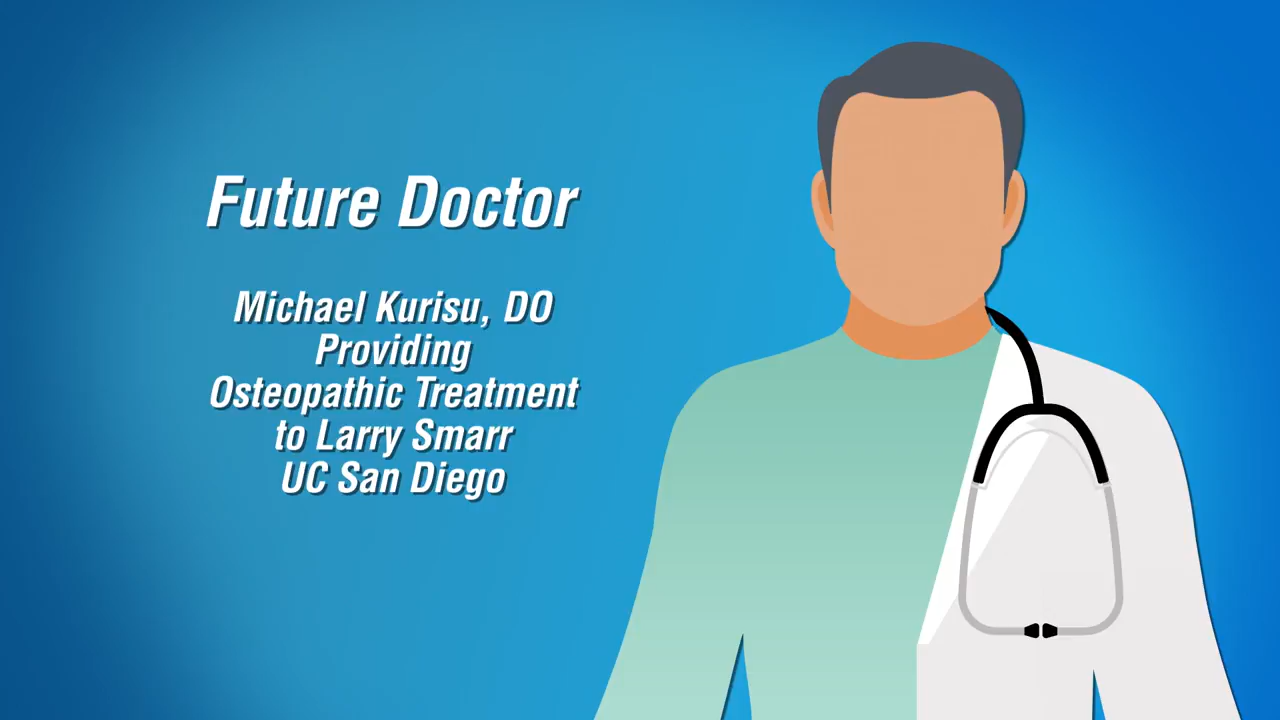 Future Doctor
Michael Kurisu, DO
Providing
Osteopathic Treatment
to Larry Smarr
UC San Diego